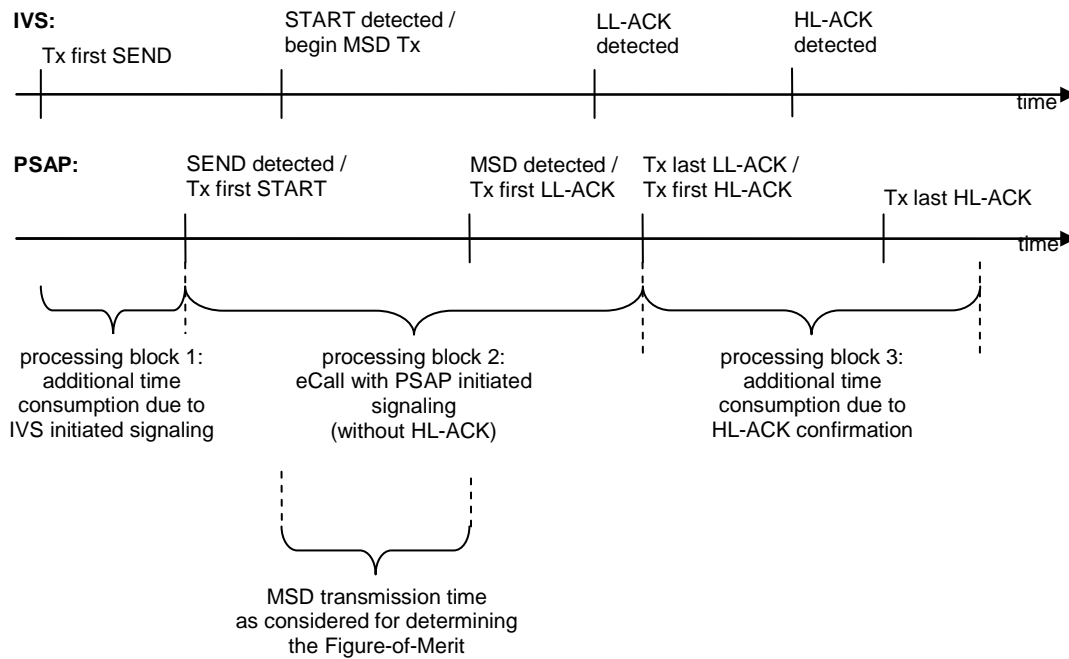 IVS:
Tx first SEND
START detected /
begin MSD Tx
LL-ACK
detected
HL-ACK
detected
time
PSAP:
SEND detected /
Tx first START
MSD detected /
Tx first LL-ACK
Tx last LL-ACK /
Tx first HL-ACK
Tx last HL-ACK
time
processing block 1:
additional time
consumption due to
IVS initiated signaling
processing block 2:
eCall with PSAP initiated
signaling
(without HL-ACK)
processing block 3:
additional time
consumption due to
HL-ACK confirmation
MSD transmission time
as considered for determining
the Figure-of-Merit